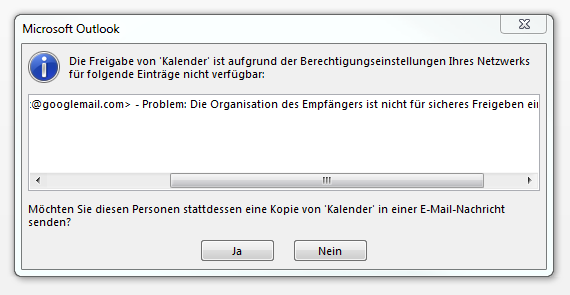 Microsoft Outlook
Die Freigabe von 'Kalender' ist aufgrund der Berechtigungseinstellungen Ihres Netzwerks
für folgende Einträge nicht verfügbar:
@googlemail.com> - Problem: Die Organisation des Empfängers ist nicht für sicheres Freigeben ein
Möchten Sie diesen Personen stattdessen eine Kopie von 'Kalender' in einer E-Mail-Nachricht
senden?
Ja
Nein